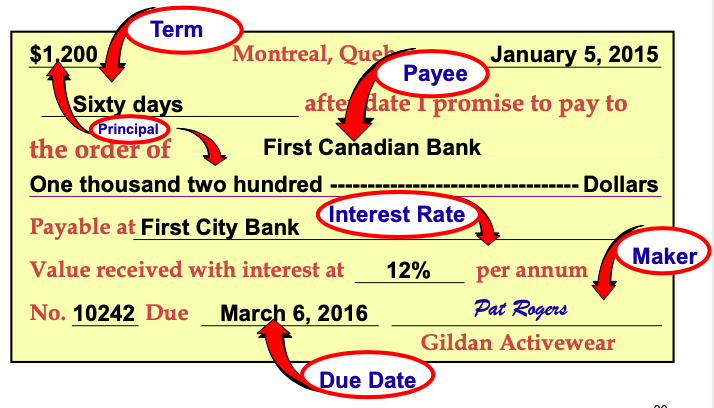 Term
$1,200 Montreal, Queb January 5, 2015
Payee
Sixty days after date I promise to pay to
Principal
the order of First Canadian Bank
One thousand two hundred --------------------------------- Dollars
Interest Rate
Payable at First City Bank
Maker
Value received with interest at 12% per annum
No. 10242 Due March 6, 2016 Pat Rogers
Gildan Activewear
Due Date